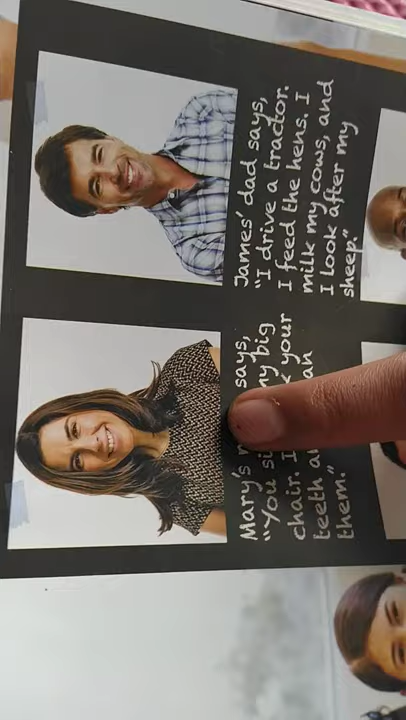 Mary's says,
"You big
chair. I your
teeth
them."
James' dad says,
"I drive a tractor.
I feed the hens. I
milk my cows, and
I look after my
sheep."